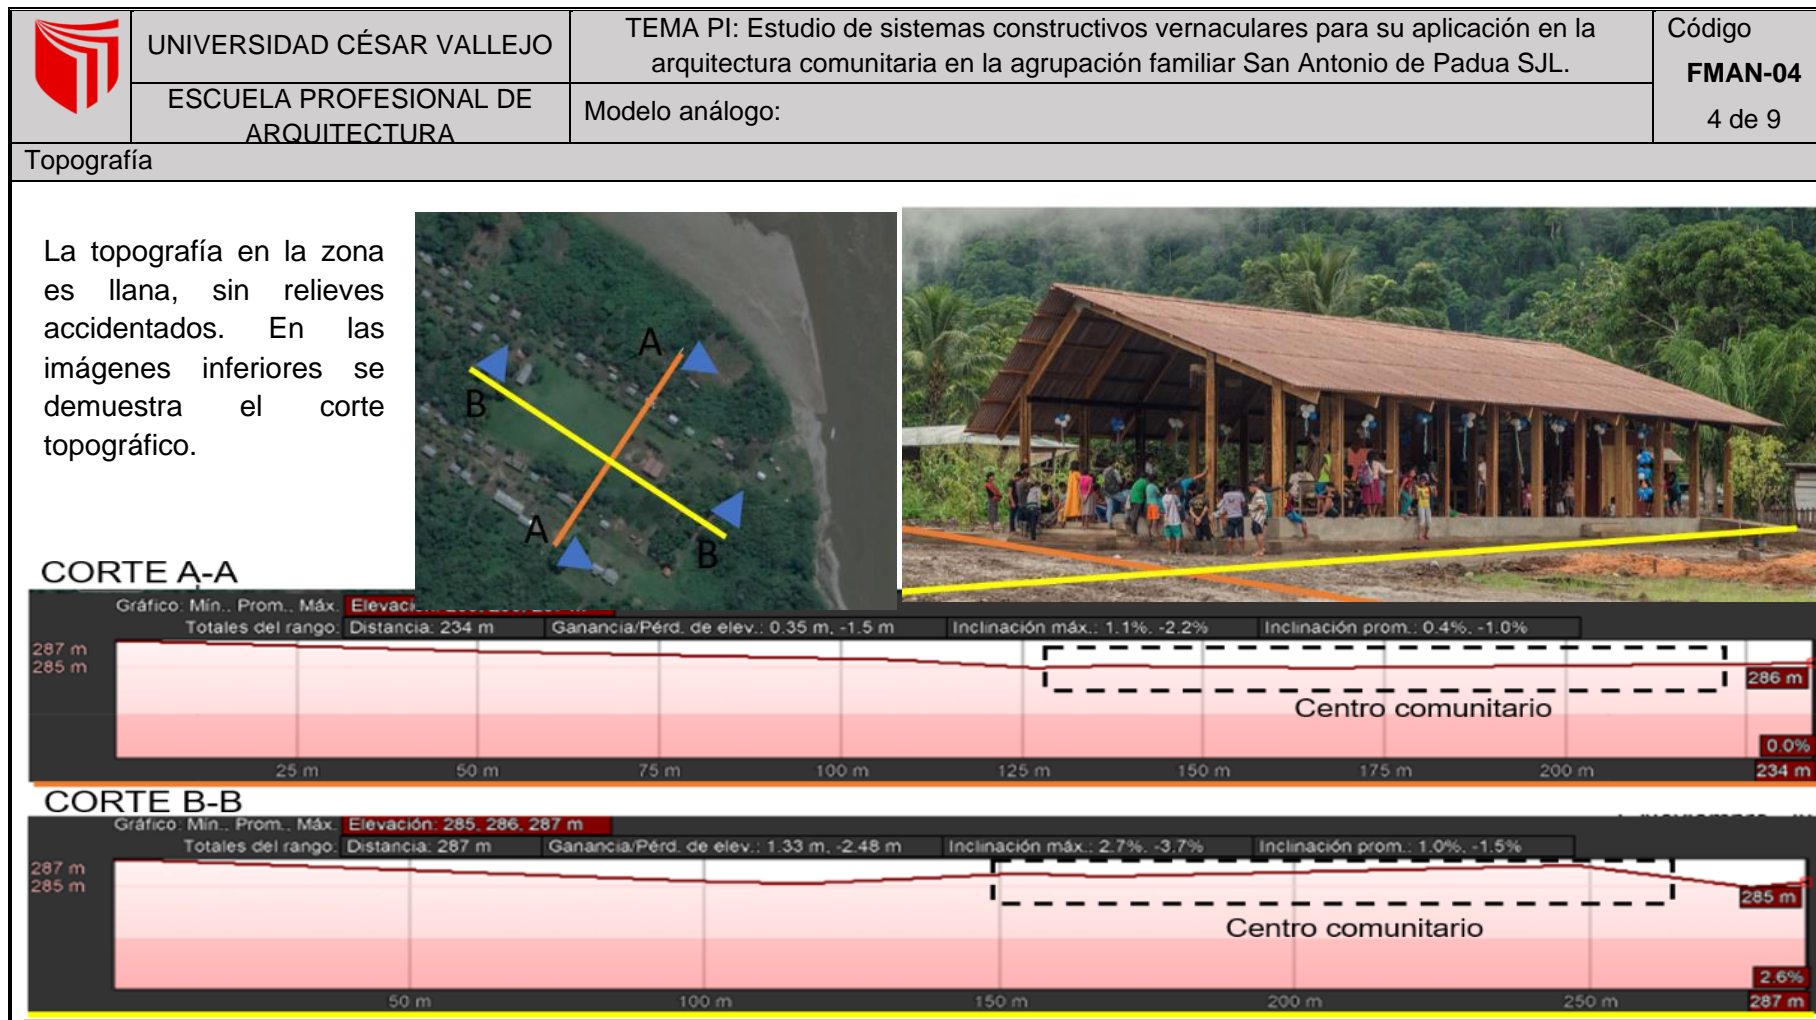 UNIVERSIDAD CÉSAR VALLEJO
TEMA PI: Estudio de sistemas constructivos vernaculares para su aplicación en la
arquitectura comunitaria en la agrupación familiar San Antonio de Padua SJL.
Código
FMAN-04
4 de 9
ESCUELA PROFESIONAL DE
ARQUITECTURA
Modelo análogo:
Topografía
La topografía en la zona
es llana, sin relieves
accidentados. En las
imágenes inferiores se
demuestra el corte
topográfico.
A
B
A
B
CORTE A-A
Gráfico: Mín., Prom., Máx.
Totales del rango: Distancia: 234 m Ganancia/Pérd. de elev.: 0.35 m, -1.5 m Inclinación máx.: 1.1%, -2.2% Inclinación prom.: 0.4%, -1.0%
287 m
285 m
286 m
Centro comunitario
0.0%
25 m 50 m 75 m 100 m 125 m 150 m 175 m 200 m 234 m
CORTE B-B
Gráfico: Mín., Prom., Máx. Elevación: 285, 286, 287 m
Totales del rango: Distancia: 287 m Ganancia/Pérd. de elev.: 1.33 m, -2.48 m Inclinación máx.: 2.7%, -3.7% Inclinación prom.: 1.0%, -1.5%
287 m
285 m
285 m
Centro comunitario
2.6%
50 m 100 m 150 m 200 m 250 m 287 m